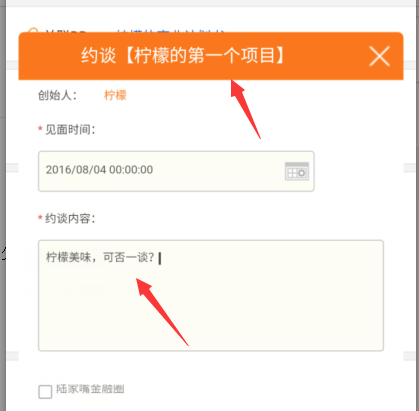 约谈【柠檬的第一个项目】
创始人: 柠檬
* 见面时间:
2016/08/04 00:00:00
* 约谈内容:
柠檬美味，可否一谈?
陆家嘴金融圈